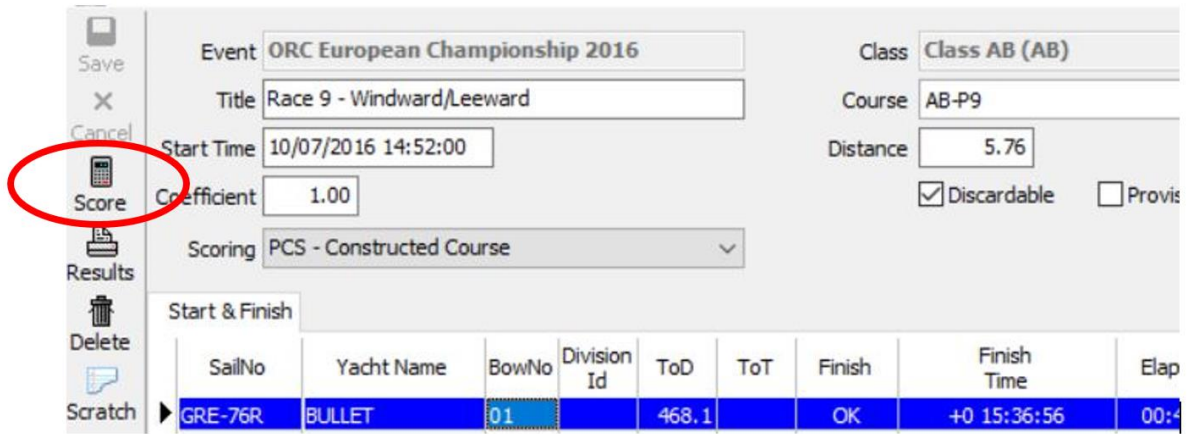 Save
Cancel
Score
Results
Delete
Scratch
Event ORC European Championship 2016 Class Class AB (AB)
Title Race 9 - Windward/Leeward Course AB-P9
Start Time 10/07/2016 14:52:00 Distance 5.76
Coefficient 1.00 Discardable
Scoring PCS - Constructed Course
Start & Finish
SailNo Yacht Name BowNo Division Id ToD ToT Finish Finish Time
GRE-76R BULLET 01 468.1 OK +0 15:36:56